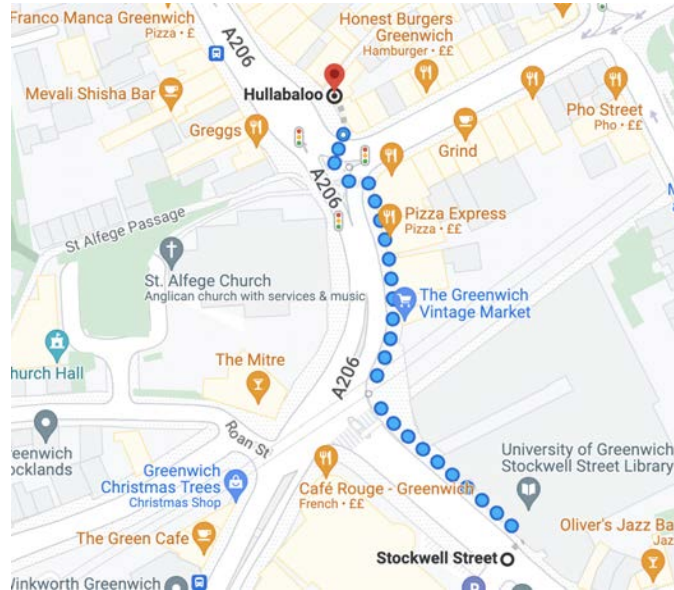 Franco Manca Greenwich
Pizza • £
A206
Honest Burgers
Greenwich
Hamburger • ££
Mevali Shisha Bar
Hullabaloo
Greggs
Grind
Pho Street
Pho • ££
A206
St Alfege Passage
Pizza Express
Pizza • ££
St. Alfege Church
Anglican church with services & music
The Greenwich
Vintage Market
hurch Hall
The Mitre
A206
Roan St
reenwich
ocklands
University of Greenwich
Stockwell Street Library
Greenwich
Christmas Trees
Christmas Shop
Café Rouge - Greenwich
French • ££
The Green Cafe
Oliver's Jazz Ba
Jaz
Stockwell Street
Winkworth Greenwich
P